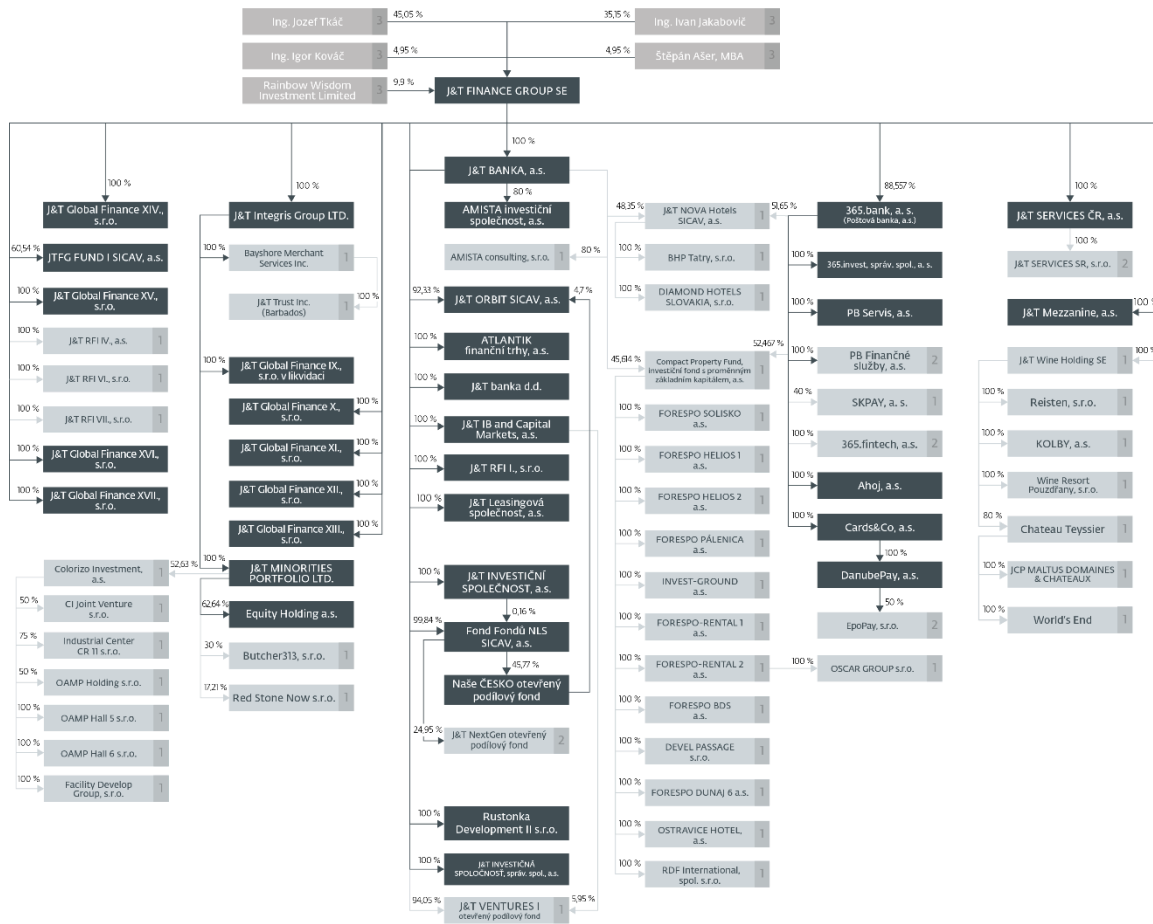 Ing. Jozef Tkáč
3
45,05 %
35,15 %
Ing. Ivan Jakabovič
3
Ing. Igor Kováč
3
4,95 %
4,95 %
Štěpán Ašer, MBA
3
Rainbow Wisdom
Investment Limited
3
9,9 %
J&T FINANCE GROUP SE
100 %
J&T Global Finance XIV.,
s.r.o.
60,54 %
JTFG FUND I SICAV, a.s.
100 %
J&T Global Finance XV.,
s.r.o.
100 %
J&T RFI IV., a.s.
1
100 %
J&T RFI VI., s.r.o.
1
100 %
J&T RFI VII., s.r.o.
1
100 %
J&T Global Finance XVI.,
s.r.o.
100 %
J&T Global Finance XVII.,
s.r.o.
Colorizo Investment,
a.s.
1
52,63 %
50 %
CI Joint Venture
s.r.o.
1
75 %
Industrial Center
CR 11 s.r.o.
1
50 %
OAMP Holding s.r.o.
1
100 %
OAMP Hall 5 s.r.o.
1
100 %
OAMP Hall 6 s.r.o.
1
100 %
Facility Develop
Group, s.r.o.
1
100 %
J&T Integris Group LTD.
100 %
Bayshore Merchant
Services Inc.
1
J&T Trust Inc.
(Barbados)
1
100 %
100 %
J&T Global Finance IX.,
s.r.o. v likvidaci
J&T Global Finance X.,
s.r.o.
100 %
J&T Global Finance XI.,
s.r.o.
100 %
J&T Global Finance XII.,
s.r.o.
100 %
J&T Global Finance XIII.,
s.r.o.
100 %
100 %
J&T MINORITIES
PORTFOLIO LTD.
62,64 %
Equity Holding a.s.
30 %
Butcher313, s.r.o.
1
17,21 %
Red Stone Now s.r.o.
1
100 %
J&T BANKA, a.s.
80 %
AMISTA investiční
společnost, a.s.
AMISTA consulting, s.r.o.
1
80 %
92,33 %
J&T ORBIT SICAV, a.s.
4,7 %
100 %
ATLANTIK
finanční trhy, a.s.
100 %
J&T banka d.d.
100 %
J&T IB and Capital
Markets, a.s.
100 %
J&T RFI I., s.r.o.
100 %
J&T Leasingová
společnost, a.s.
100 %
J&T INVESTIČNÍ
SPOLEČNOST, a.s.
0,16 %
99,84 %
Fond Fondů NLS
SICAV, a.s.
45,77 %
Naše ČESKO otevřený
podílový fond
24,95 %
J&T NextGen otevřený
podílový fond
2
100 %
Rustonka
Development II s.r.o.
100 %
J&T INVESTIČNÁ
SPOLOČNOSŤ, správ. spol., a.s.
94,05 %
J&T VENTURES I
otevřený podílový fond
1
5,95 %
48,35 %
J&T NOVA Hotels
SICAV, a.s.
1
51,65 %
100 %
BHP Tatry, s.r.o.
1
100 %
DIAMOND HOTELS
SLOVAKIA, s.r.o.
1
52,467 %
45,614 %
Compact Property Fund,
investiční fond s proměnným
základním kapitálem, a.s.
1
100 %
FORESPO SOLISKO
a.s.
1
100 %
FORESPO HELIOS 1
a.s.
1
100 %
FORESPO HELIOS 2
a.s.
1
100 %
FORESPO PÁLENICA
a.s.
1
100 %
INVEST-GROUND
a.s.
1
100 %
FORESPO-RENTAL 1
a.s.
1
100 %
FORESPO-RENTAL 2
a.s.
1
100 %
OSCAR GROUP s.r.o.
1
100 %
FORESPO BDS
a.s.
1
100 %
DEVEL PASSAGE
s.r.o.
1
100 %
FORESPO DUNAJ 6 a.s.
1
100 %
OSTRAVICE HOTEL,
a.s.
1
100 %
RDF International,
spol. s.r.o.
1
88,557 %
365.bank, a. s.
(Poštová banka, a.s.)
100 %
365.invest, správ. spol., a. s.
100 %
PB Servis, a.s.
100 %
PB Finančné
služby, a.s.
2
40 %
SKPAY, a. s.
1
100 %
365.fintech, a.s.
2
100 %
Ahoj, a.s.
100 %
Cards&Co, a.s.
100 %
DanubePay, a.s.
50 %
EpoPay, s.r.o.
2
100 %
J&T SERVICES ČR, a.s.
100 %
J&T SERVICES SR, s.r.o.
2
J&T Mezzanine, a.s.
100 %
J&T Wine Holding SE
1
100 %
100 %
Reisten, s.r.o.
1
100 %
KOLBY, a.s.
1
100 %
Wine Resort
Pouzdřany, s.r.o.
1
80 %
Chateau Teyssier
1
100 %
JCP MALTUS DOMAINES
& CHATEAUX
1
100 %
World's End
1